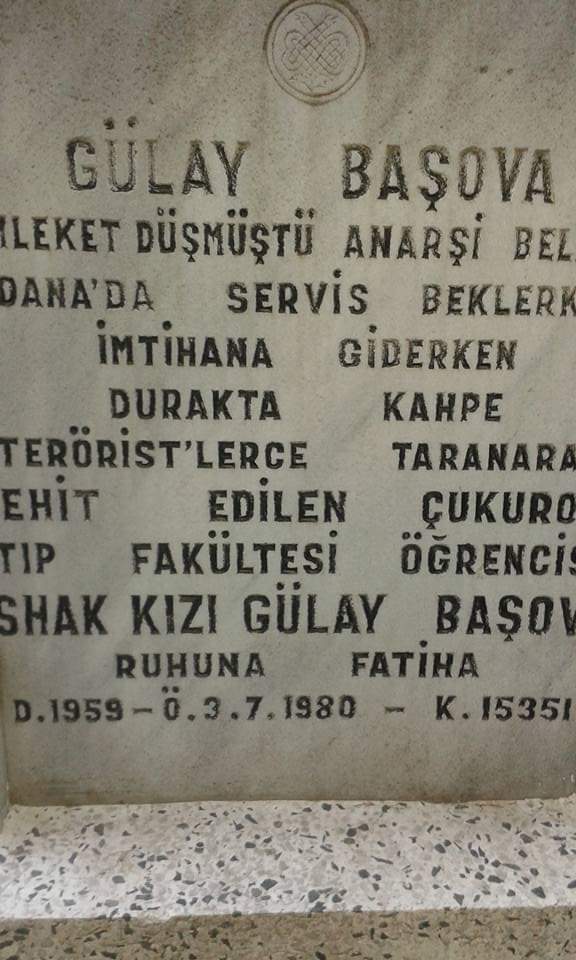 GÜLAY BAŞOVA
MLEKET DÜŞMÜŞTÜ ANARŞİ BEL
DANA'DA SERVİS BEKLERK
İMTİHANA GİDERKEN
DURAKTA KAHPE
TERÖRİST'LERCE TARANARA
EHİT EDİLEN ÇUKURO
TIP FAKÜLTESİ ÖĞRENCİS
SHAK KIZI GÜLAY BAŞOV
RUHUNA FATİHA
D.1959 – Ö.3.7.1980 – K.15351